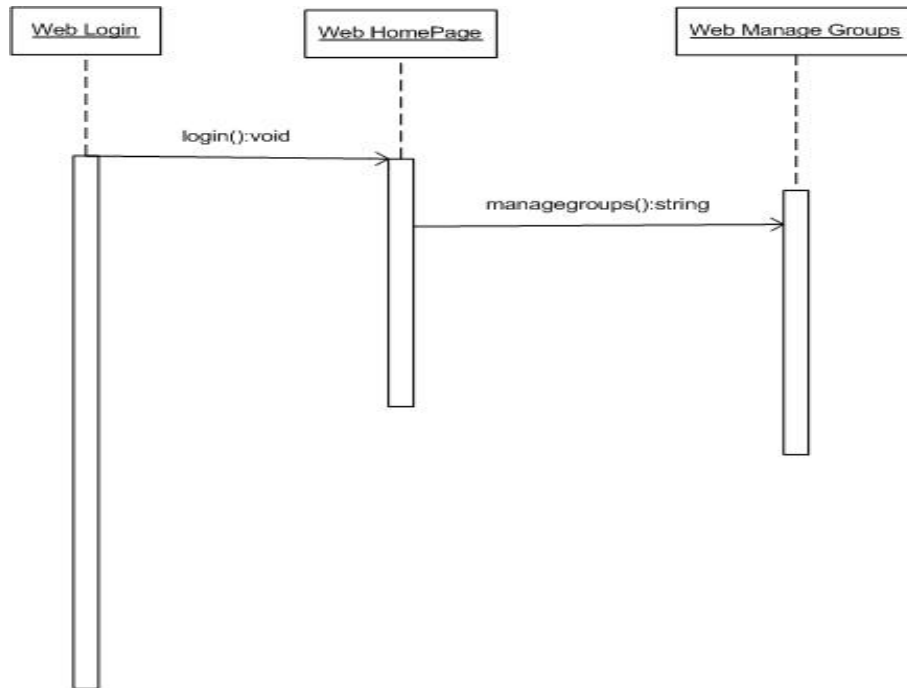 Web Login
Web HomePage
Web Manage Groups
login():void
managegroups():string